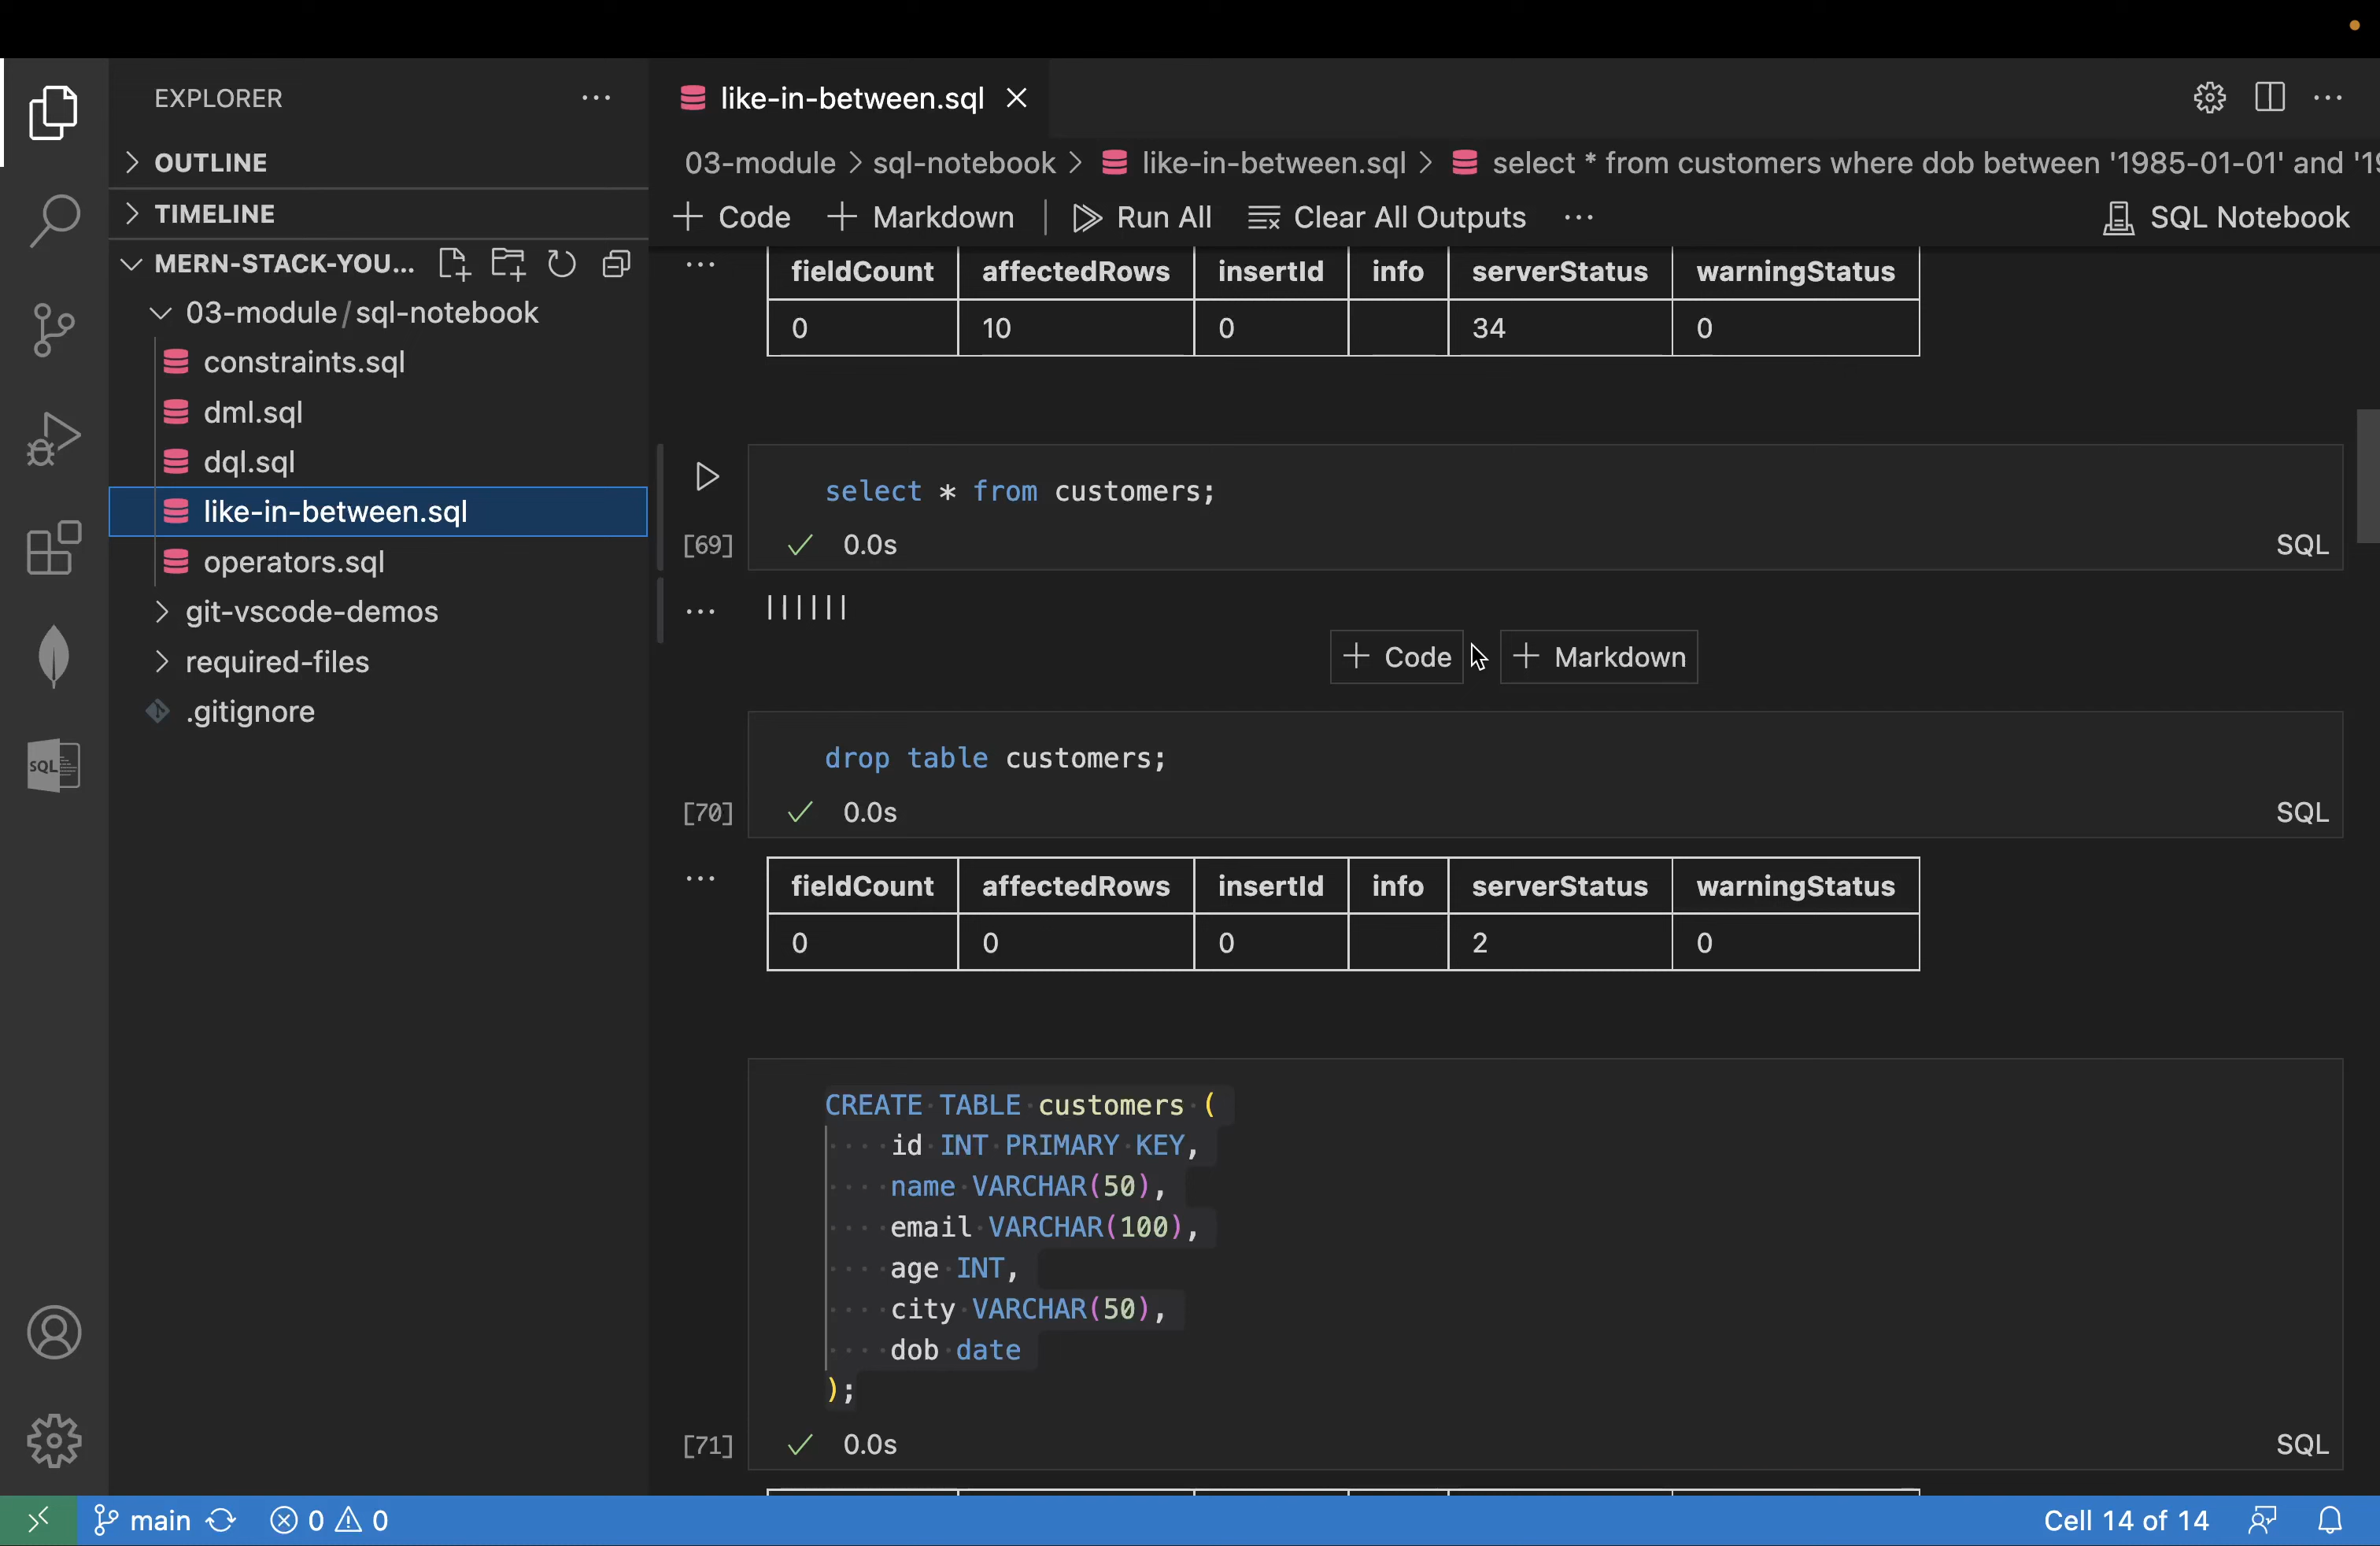 EXPLORER
OUTLINE
TIMELINE
MERN-STACK-YOU...
03-module/sql-notebook
constraints.sql
dml.sql
dql.sql
like-in-between.sql
operators.sql
git-vscode-demos
required-files
.gitignore
SQL
like-in-between.sql
03-module > sql-notebook > like-in-between.sql > select * from customers where dob between '1985-01-01' and '19
+ Code + Markdown | Run All Clear All Outputs ...
SQL Notebook
fieldCount affectedRows insertId info serverStatus warningStatus
0 10 0 34 0
select * from customers;
[69] ✓ 0.0s SQL
||||||
+ Code + Markdown
drop table customers;
[70] ✓ 0.0s SQL
fieldCount affectedRows insertId info serverStatus warningStatus
0 0 0 2 0
CREATE TABLE customers (
id INT PRIMARY KEY,
name VARCHAR(50),
email VARCHAR(100),
age INT,
city VARCHAR(50),
dob date
);
[71] ✓ 0.0s SQL
main 0 0 Cell 14 of 14